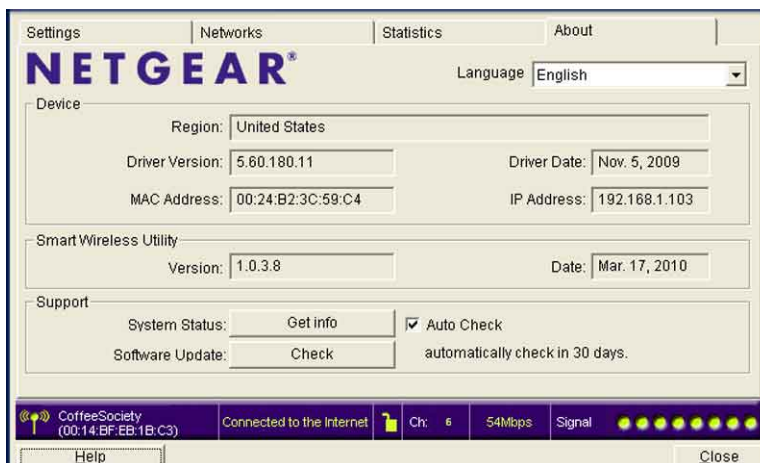 Settings Networks Statistics About
NETGEAR®
Language English
Device
Region: United States
Driver Version: 5.60.180.11 Driver Date: Nov. 5, 2009
MAC Address: 00:24:B2:3C:59:C4 IP Address: 192.168.1.103
Smart Wireless Utility
Version: 1.0.3.8 Date: Mar. 17, 2010
Support
System Status: Get info Auto Check
Software Update: Check automatically check in 30 days.
CoffeeSociety
(00:14:BF:EB:1B:C3) Connected to the Internet Ch: 6 54Mbps Signal
Help Close